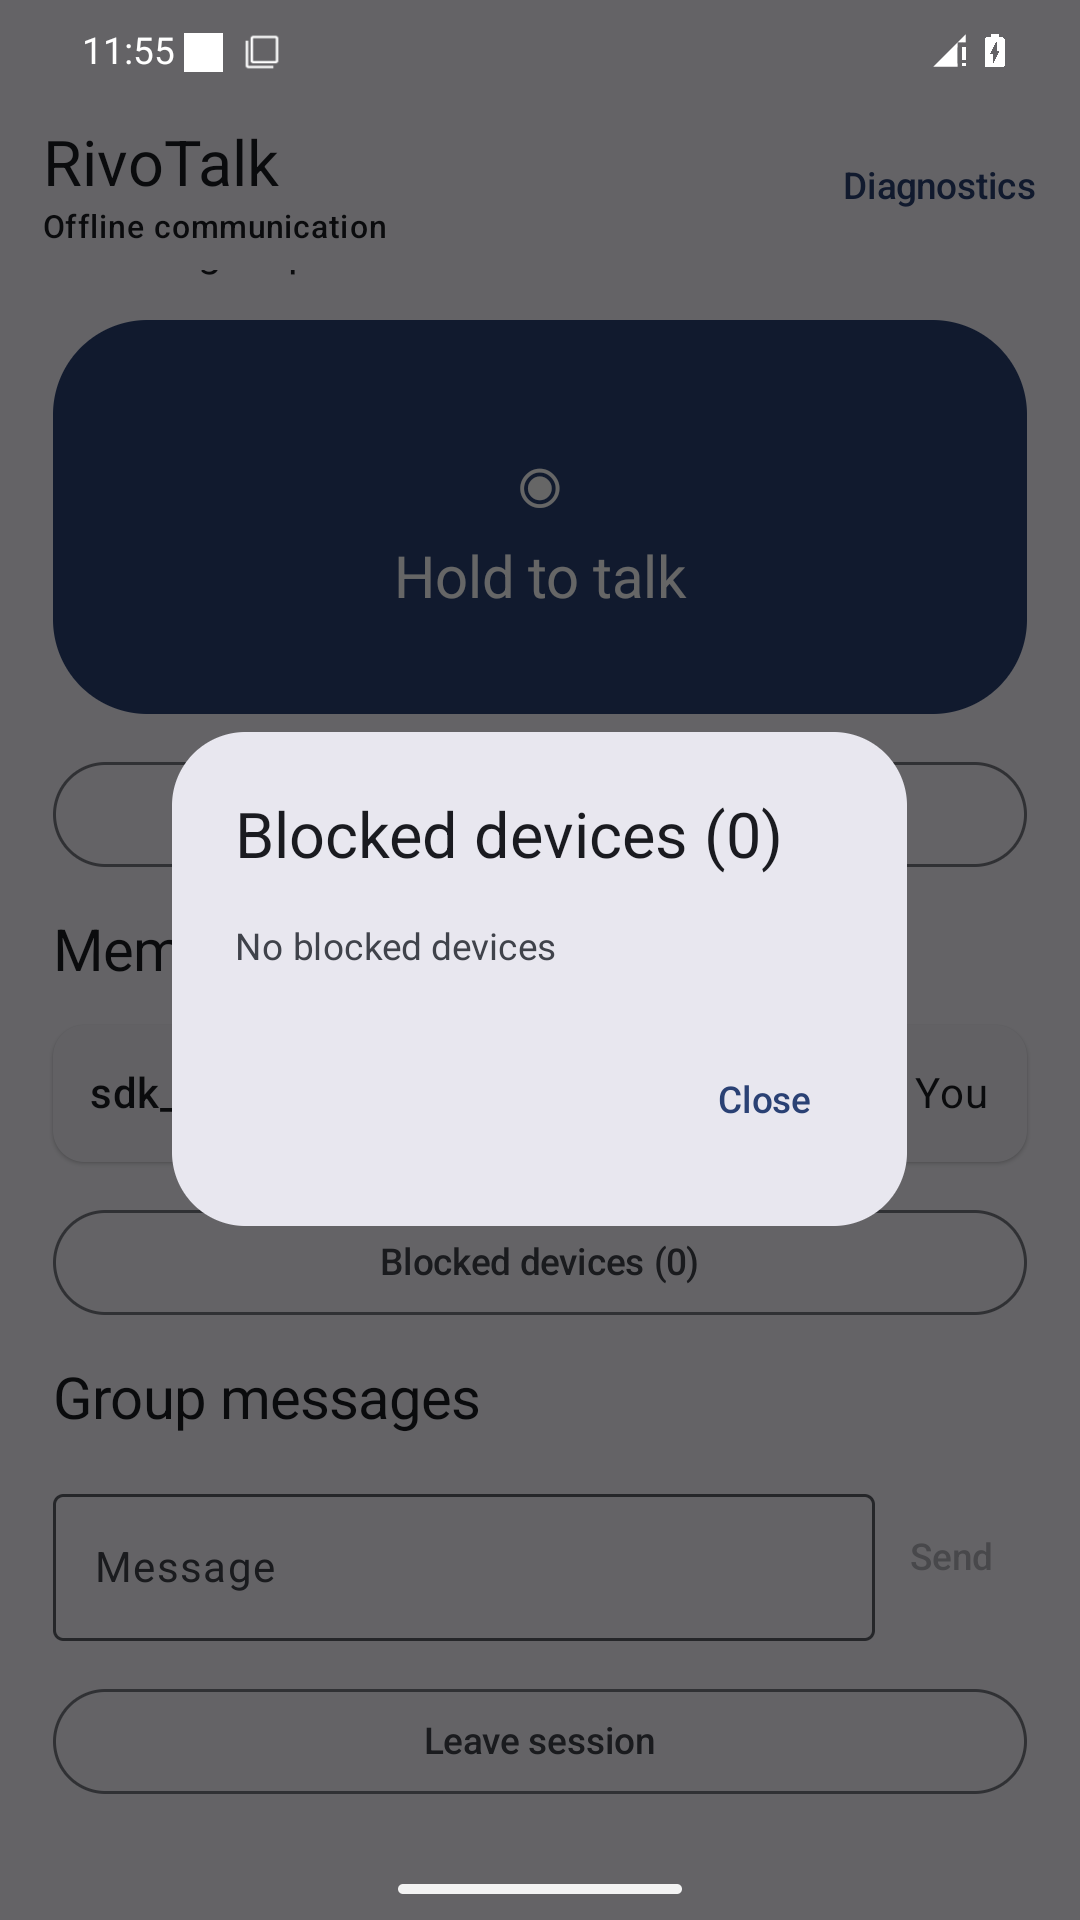 11:55
RivoTalk
Diagnostics
Offline communication
Hold to talk
Blocked devices (0)
No blocked devices
Mem
Close
sdk_
You
Blocked devices (0)
Group messages
Message
Send
Leave session